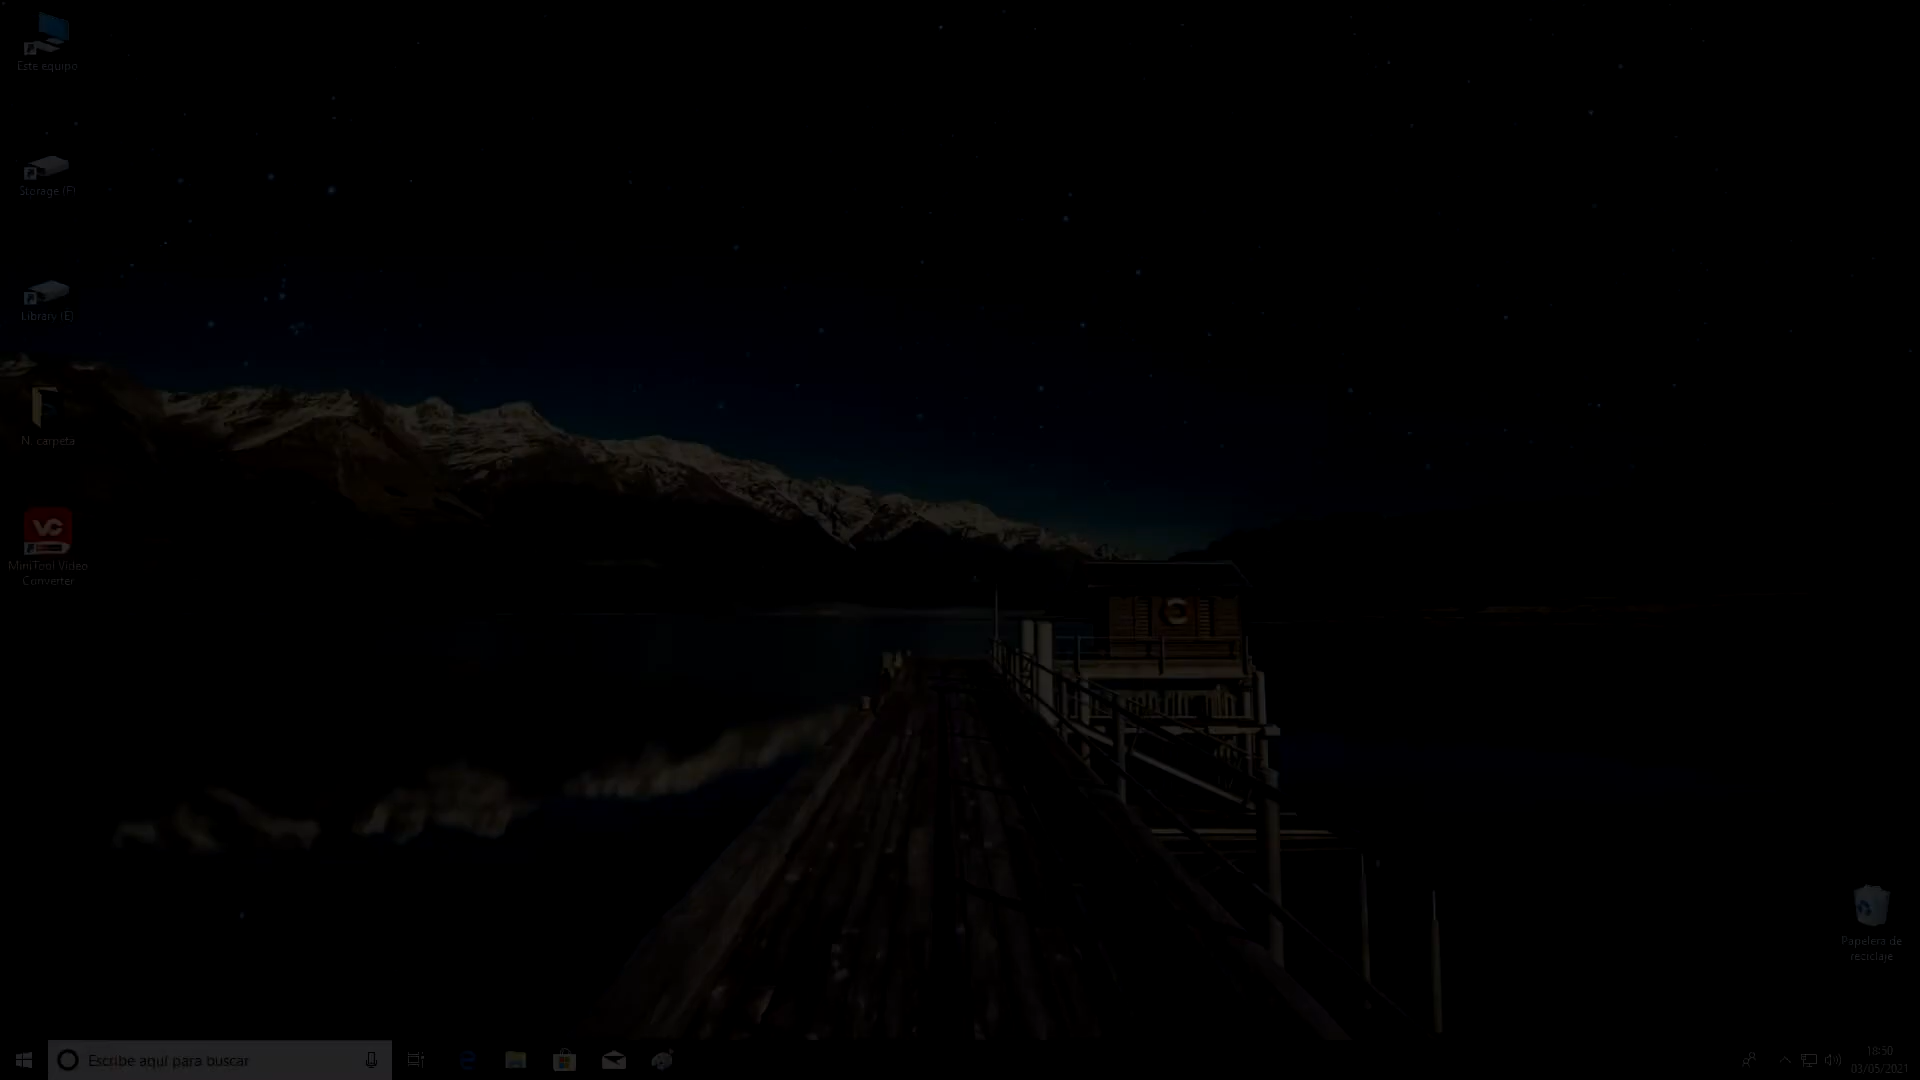 Este equipo
Storage (F)
Library (E)
N. carpeta
MiniTool Video
Converter
Papelera de
reciclaje
Escribe aquí para buscar
18:50
03/05/2021